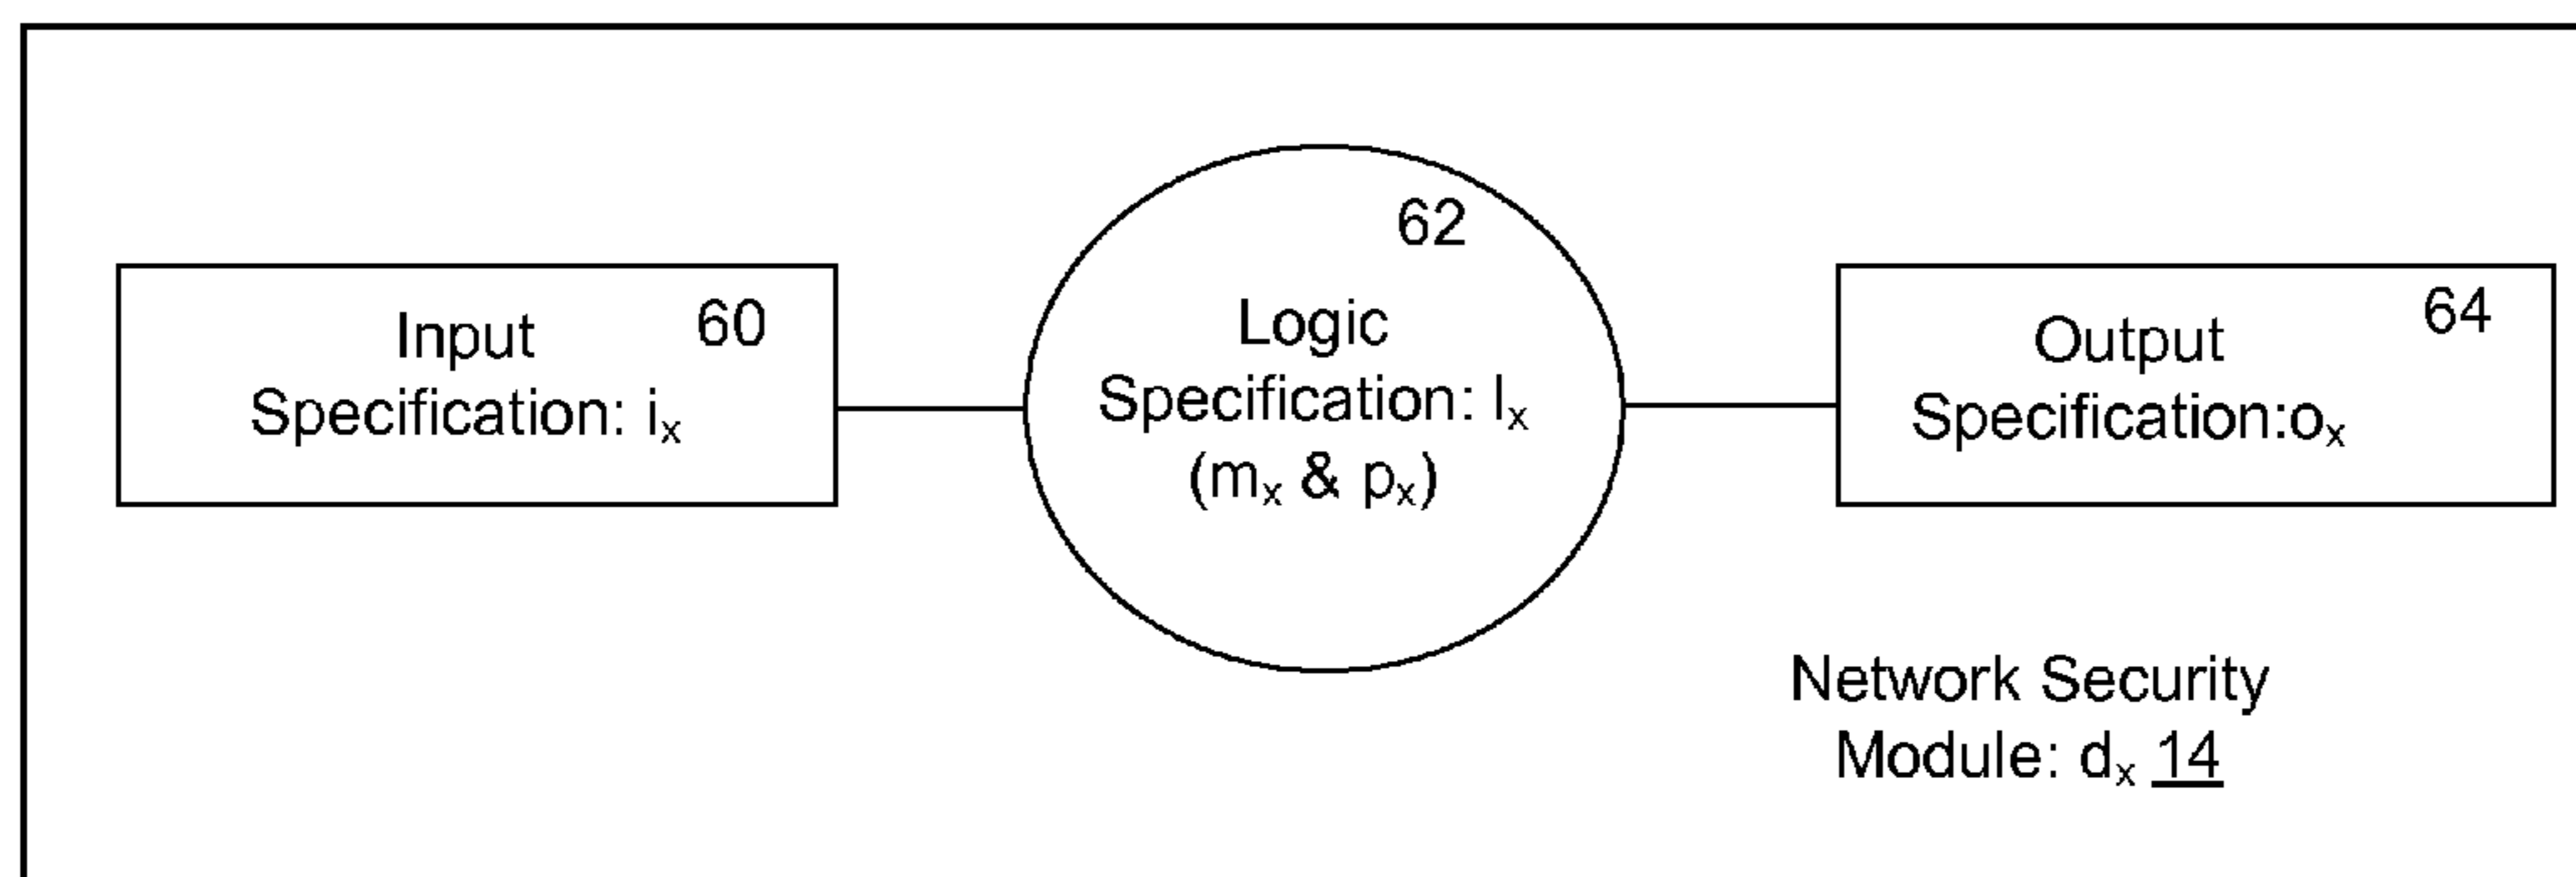 60
Input
Specification: iₓ
62
Logic
Specification: lₓ
(mₓ & pₓ)
64
Output
Specification:oₓ
Network Security
Module: dₓ 14